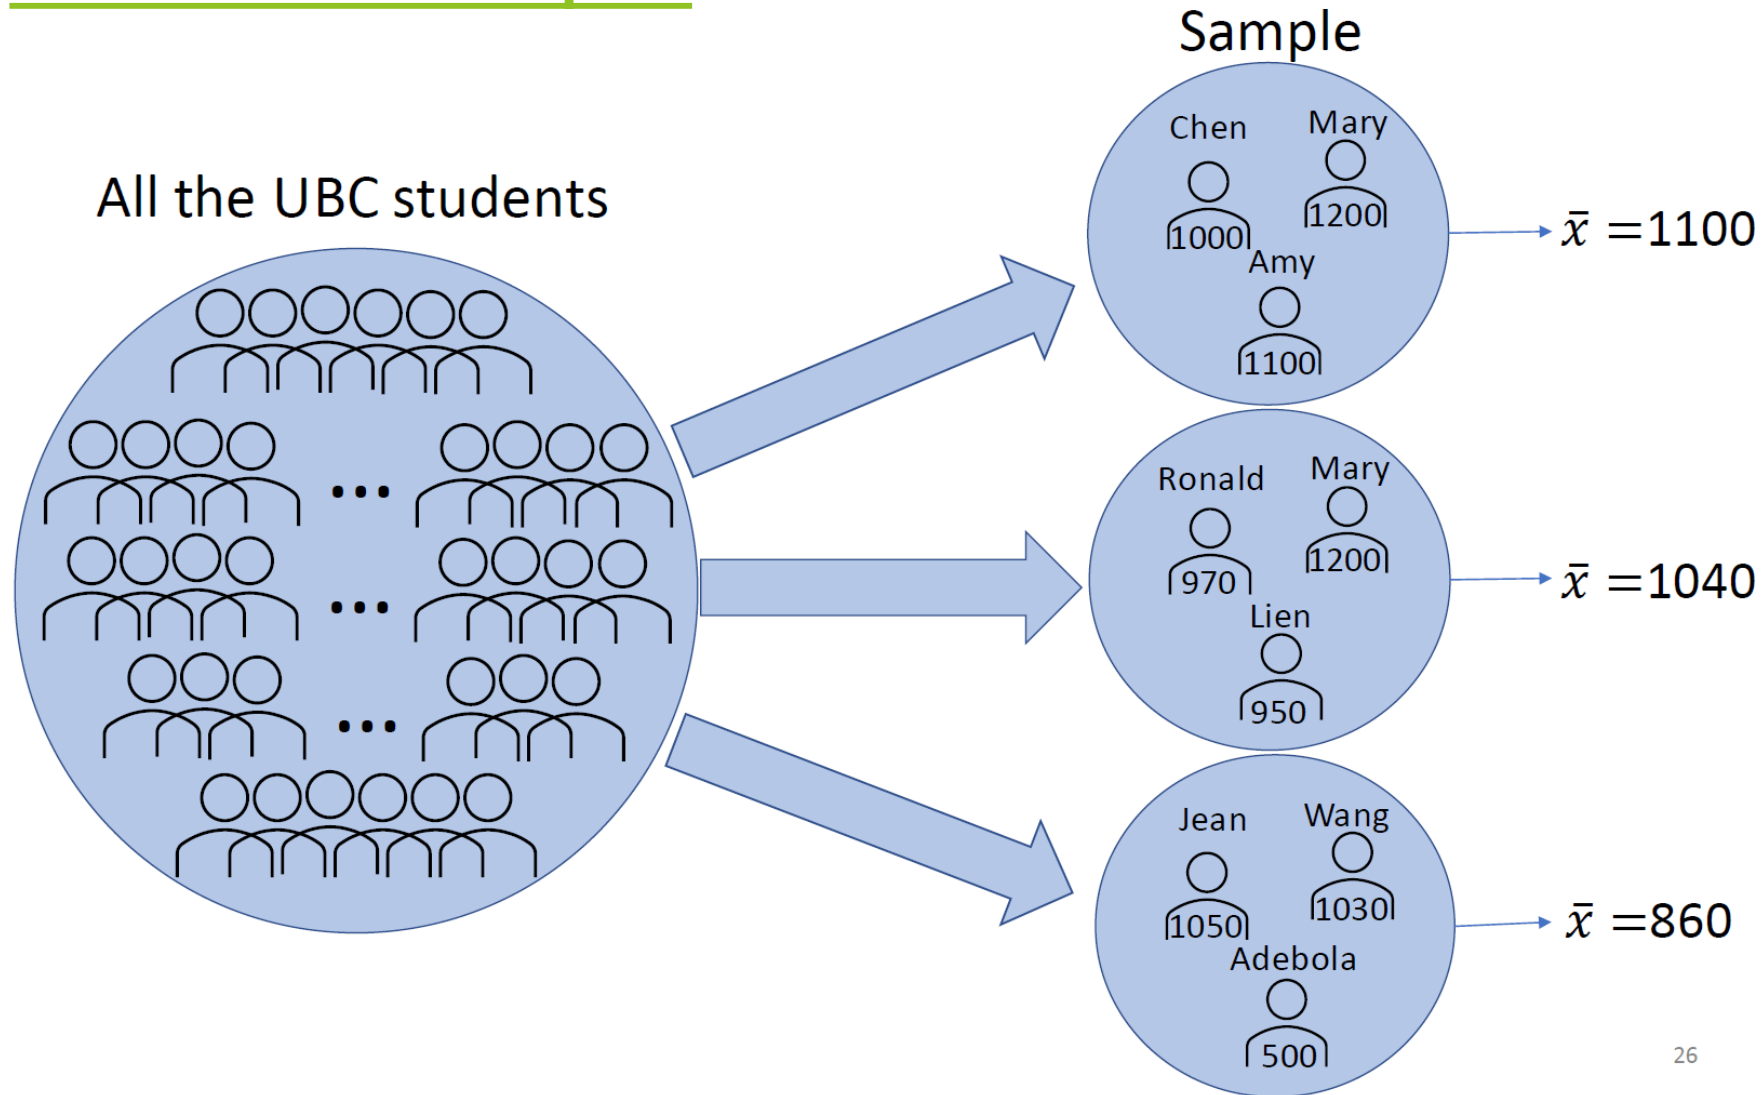 Sample
All the UBC students
Chen
Mary
1000
1200
Amy
1100
x̄ =1100
Ronald
Mary
970
1200
Lien
950
x̄ =1040
Jean
Wang
1050
1030
Adebola
500
x̄ =860
26